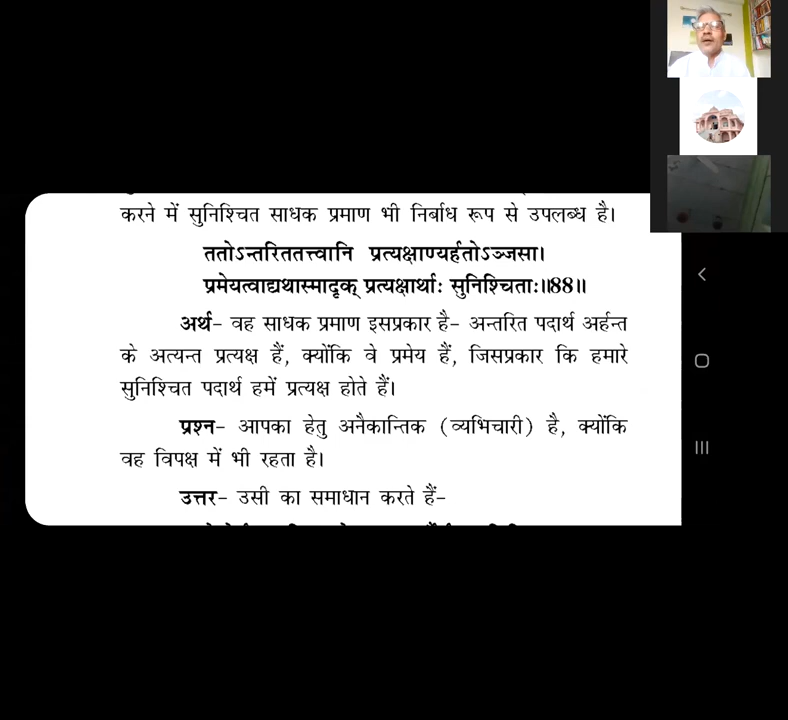 करने में सुनिश्चित साधक प्रमाण भी निर्बाध रूप से उपलब्ध है।
ततोऽन्तरिततत्त्वानि प्रत्यक्षाण्यर्हतोऽञ्जसा।
प्रमेयत्वाद्यथास्मादृक् प्रत्यक्षार्थाः सुनिश्चिताः॥88॥
अर्थ- वह साधक प्रमाण इसप्रकार है- अन्तरित पदार्थ अर्हन्त
के अत्यन्त प्रत्यक्ष हैं, क्योंकि वे प्रमेय हैं, जिसप्रकार कि हमारे
सुनिश्चित पदार्थ हमें प्रत्यक्ष होते हैं।
प्रश्न- आपका हेतु अनैकान्तिक (व्यभिचारी) है, क्योंकि
वह विपक्ष में भी रहता है।
उत्तर- उसी का समाधान करते हैं-